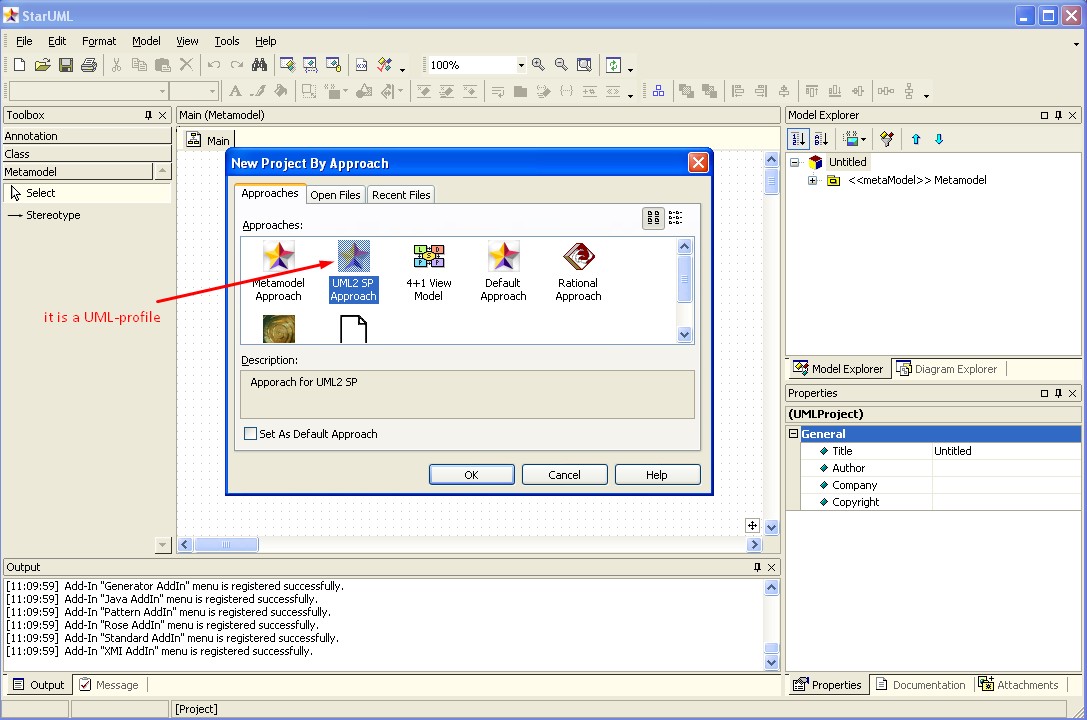 StarUML
File Edit Format Model View Tools Help
100%
Toolbox
Annotation
Class
Metamodel
Select
Stereotype
Main (Metamodel)
Main
New Project By Approach
Approaches Open Files Recent Files
Approaches:
Metamodel
Approach
UML2 SP
Approach
4+1 View
Model
Default
Approach
Rational
Approach
it is a UML-profile
Description:
Apporach for UML2 SP
Set As Default Approach
OK Cancel Help
Model Explorer
Untitled
<<metaModel>> Metamodel
Model Explorer Diagram Explorer
Properties
(UMLProject)
General
Title Untitled
Author
Company
Copyright
Output
[11:09:59] Add-In "Generator AddIn" menu is registered successfully.
[11:09:59] Add-In "Java AddIn" menu is registered successfully.
[11:09:59] Add-In "Pattern AddIn" menu is registered successfully.
[11:09:59] Add-In "Rose AddIn" menu is registered successfully.
[11:09:59] Add-In "Standard AddIn" menu is registered successfully.
[11:09:59] Add-In "XMI AddIn" menu is registered successfully.
Output Message
Properties Documentation Attachments
[Project]